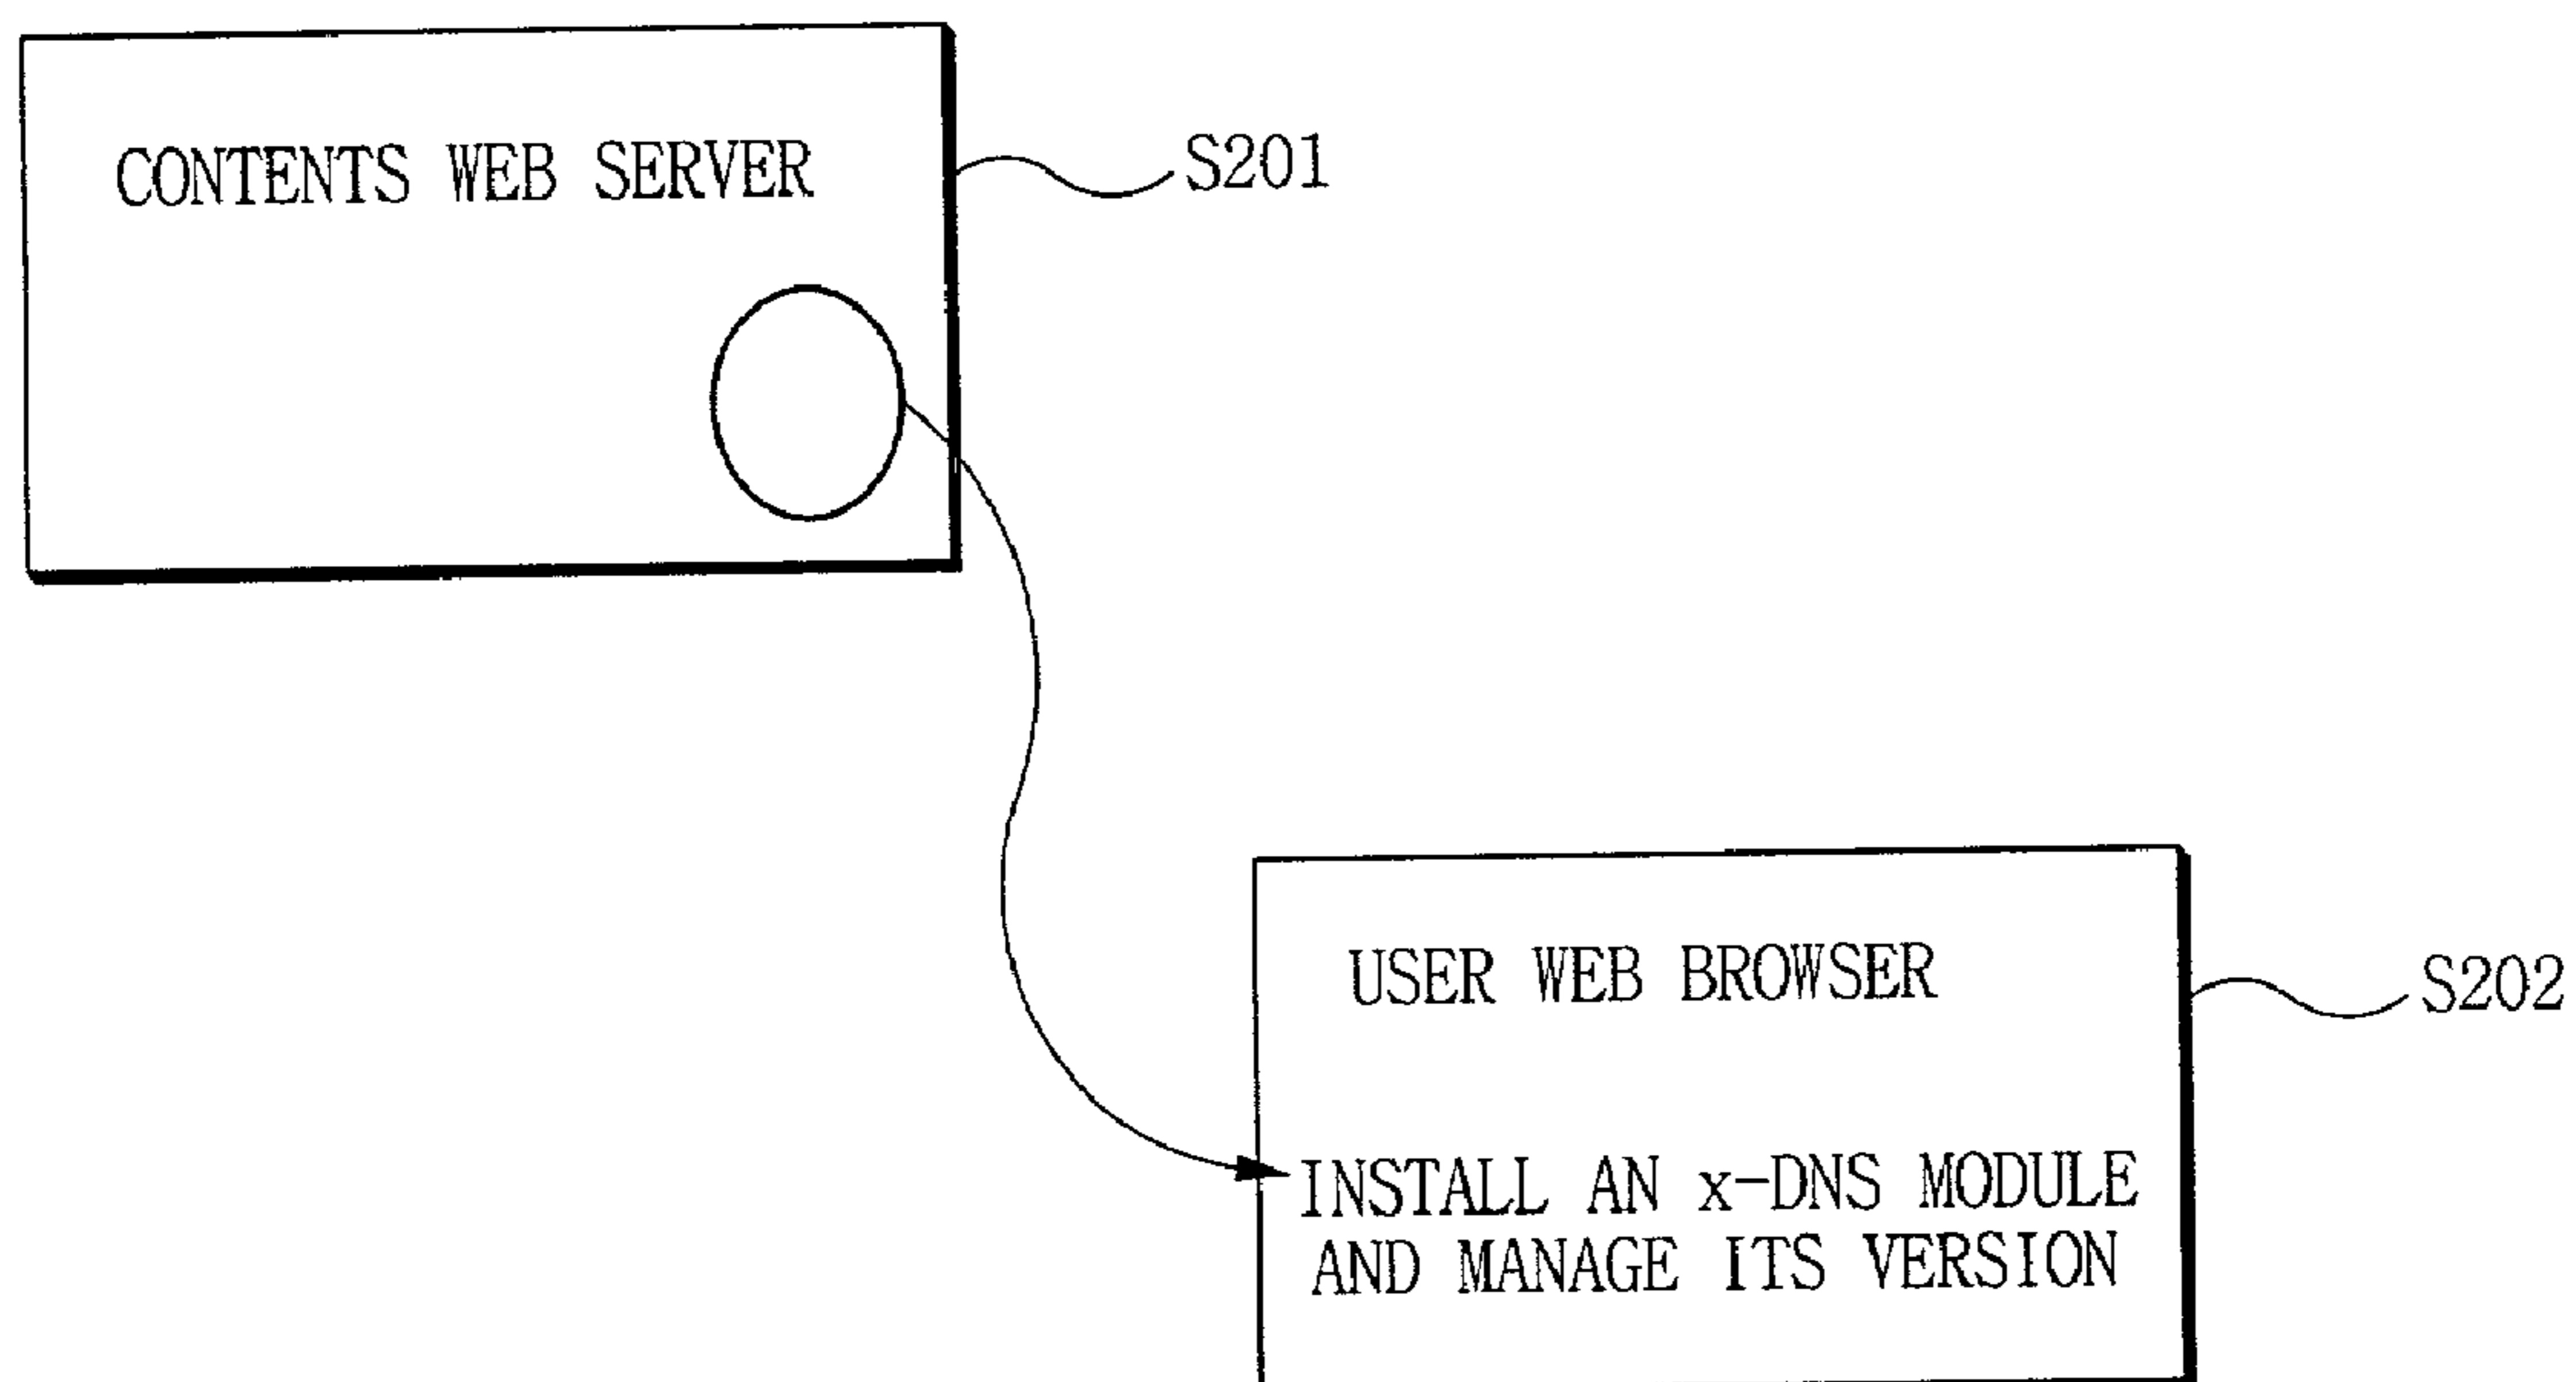 CONTENTS WEB SERVER
S201
USER WEB BROWSER
S202
INSTALL AN x-DNS MODULE
AND MANAGE ITS VERSION